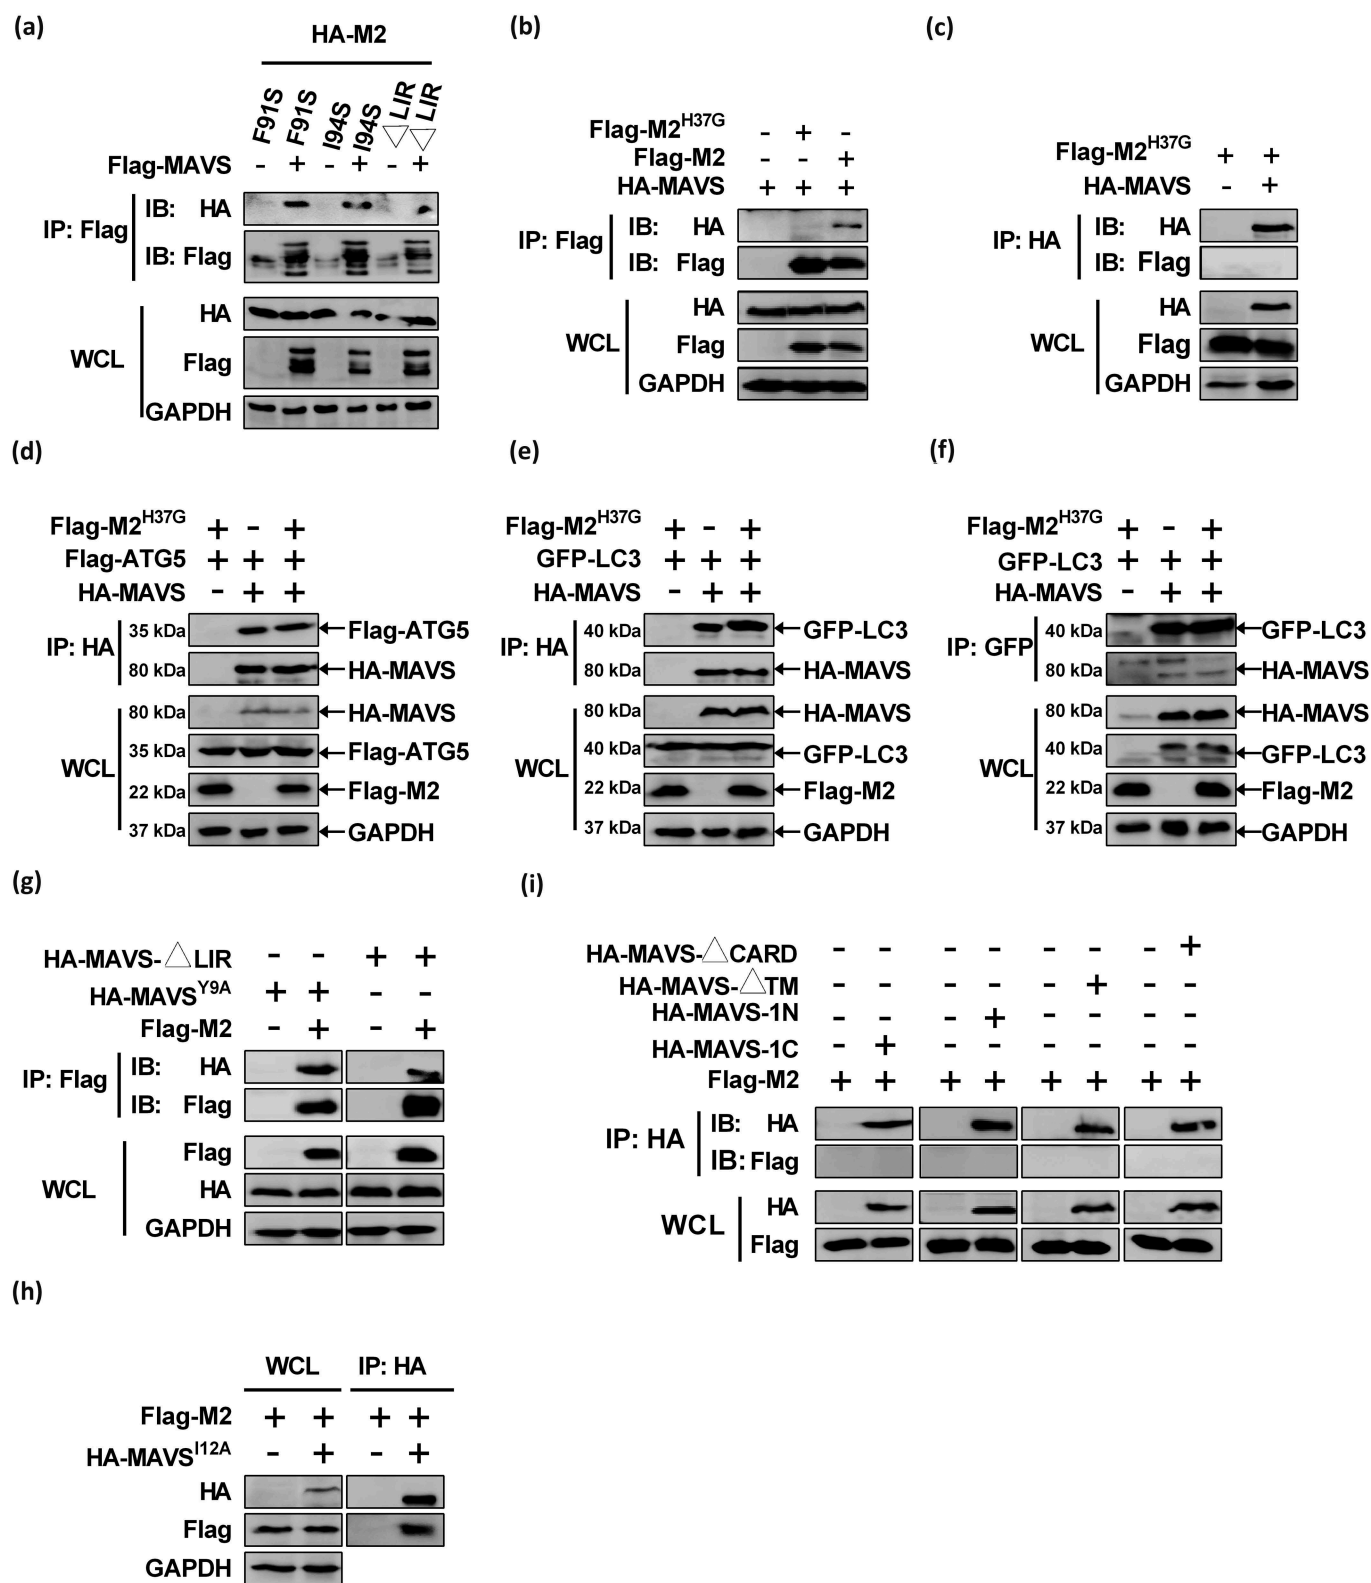 (a)
HA-M2
F91S F91S I94S I94S △LIR △LIR
Flag-MAVS - + - + - +
IP: Flag
IB: HA
IB: Flag
WCL
HA
Flag
GAPDH
(b)
Flag-M2H37G - + -
Flag-M2 - - +
HA-MAVS + + +
IP: Flag
IB: HA
IB: Flag
WCL
HA
Flag
GAPDH
(c)
Flag-M2H37G + +
HA-MAVS - +
IP: HA
IB: HA
IB: Flag
WCL
HA
Flag
GAPDH
(d)
Flag-M2H37G + - +
Flag-ATG5 + + +
HA-MAVS - + +
IP: HA
35 kDa Flag-ATG5
80 kDa HA-MAVS
WCL
80 kDa HA-MAVS
35 kDa Flag-ATG5
22 kDa Flag-M2
37 kDa GAPDH
(e)
Flag-M2H37G + - +
GFP-LC3 + + +
HA-MAVS - + +
IP: HA
40 kDa GFP-LC3
80 kDa HA-MAVS
WCL
80 kDa HA-MAVS
40 kDa GFP-LC3
22 kDa Flag-M2
37 kDa GAPDH
(f)
Flag-M2H37G + - +
GFP-LC3 + + +
HA-MAVS - + +
IP: GFP
40 kDa GFP-LC3
80 kDa HA-MAVS
WCL
80 kDa HA-MAVS
40 kDa GFP-LC3
22 kDa Flag-M2
37 kDa GAPDH
(g)
HA-MAVS-△LIR - - + +
HA-MAVSY9A + + - -
Flag-M2 - + - +
IP: Flag
IB: HA
IB: Flag
WCL
Flag
HA
GAPDH
(i)
HA-MAVS-△CARD - - - - - - - +
HA-MAVS-△TM - - - - - + - -
HA-MAVS-1N - - - + - - - -
HA-MAVS-1C - + - - - - - -
Flag-M2 + + + + + + + +
IP: HA
IB: HA
IB: Flag
WCL
HA
Flag
(h)
WCL IP: HA
Flag-M2 + + + +
HA-MAVSI12A - + - +
HA
Flag
GAPDH